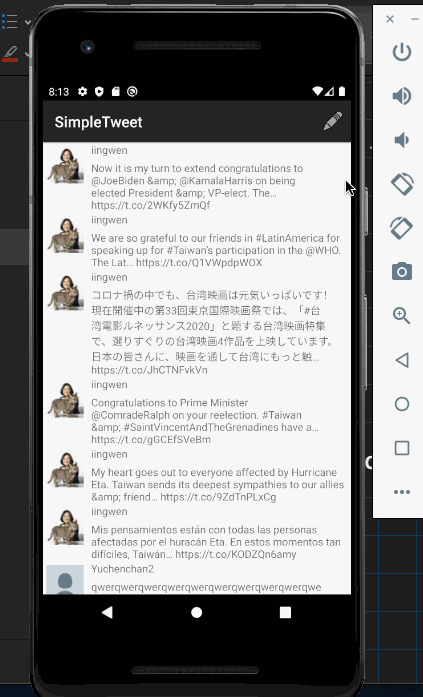 8:13
SimpleTweet
iingwen
Now it is my turn to extend congratulations to
@JoeBiden &amp; @KamalaHarris on being
elected President &amp; VP-elect. The…
https://t.co/2WKfy5ZmQf
iingwen
We are so grateful to our friends in #LatinAmerica for
speaking up for #Taiwan's participation in the @WHO.
The Lat… https://t.co/Q1VWpdpWOX
iingwen
コロナ禍の中でも、台湾映画は元気いっぱいです!
現在開催中の第33回東京国際映画祭では、「#台
湾電影ルネッサンス2020」と題する台湾映画特集
で、選りすぐりの台湾映画4作品を上映しています。
日本の皆さんに、映画を通して台湾にもっと触…
https://t.co/JhCTNFvkVn
iingwen
Congratulations to Prime Minister
@ComradeRalph on your reelection. #Taiwan
&amp; #SaintVincentAndTheGrenadines have a…
https://t.co/gGCEfSVeBm
iingwen
My heart goes out to everyone affected by Hurricane
Eta. Taiwan sends its deepest sympathies to our allies
&amp; friend… https://t.co/9ZdTnPLxCg
iingwen
Mis pensamientos están con todas las personas
afectadas por el huracán Eta. En estos momentos tan
difíciles, Taiwán… https://t.co/KODZQn6amy
Yuchenchan2
qwerqwerqwerqwerqwerqwerqwerqwe